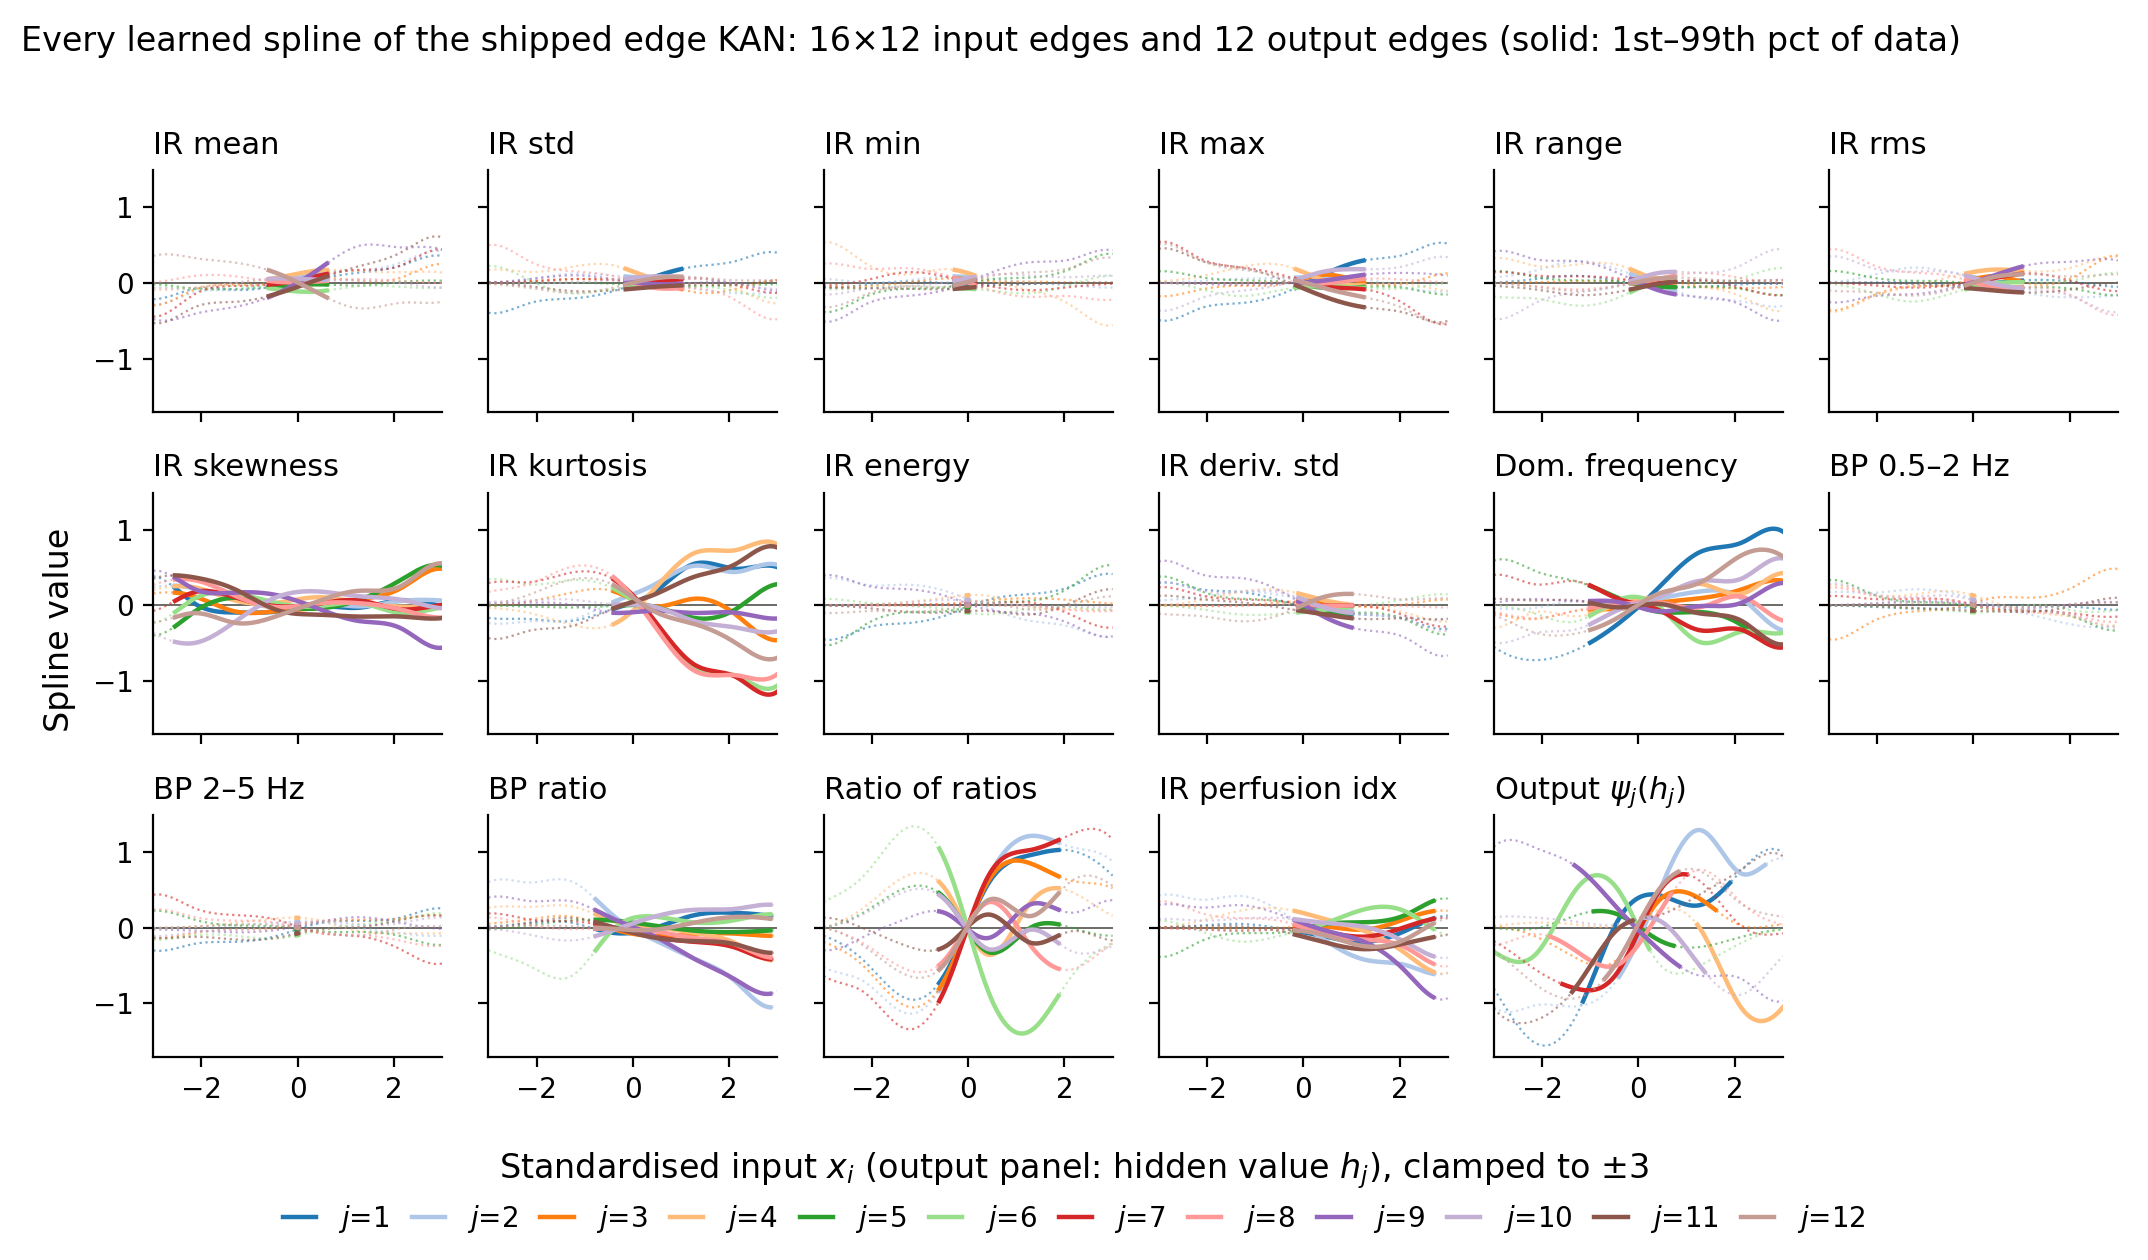 Every learned spline of the shipped edge KAN: 16×12 input edges and 12 output edges (solid: 1st–99th pct of data)
IR mean IR std IR min IR max IR range IR rms
1
0
−1
IR skewness IR kurtosis IR energy IR deriv. std Dom. frequency BP 0.5–2 Hz
1
0
−1
Spline value
BP 2–5 Hz BP ratio Ratio of ratios IR perfusion idx Output ψj(hj)
1
0
−1
−2 0 2 −2 0 2 −2 0 2 −2 0 2 −2 0 2
Standardised input xi (output panel: hidden value hj), clamped to ±3
j=1 j=2 j=3 j=4 j=5 j=6 j=7 j=8 j=9 j=10 j=11 j=12